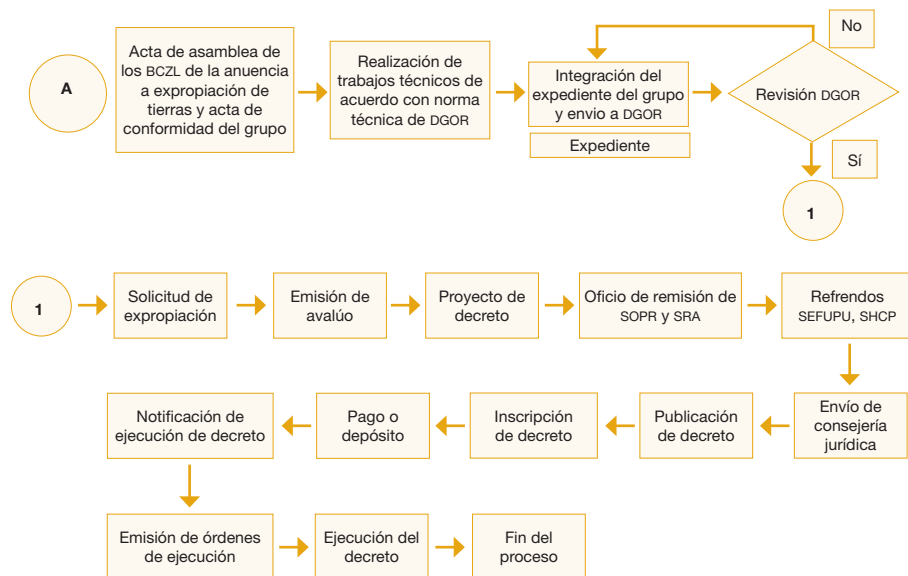 A
Acta de asamblea de
los BCZL de la anuencia
a expropiación de
tierras y acta de
conformidad del grupo
Realización de
trabajos técnicos de
acuerdo con norma
técnica de DGOR
Integración del
expediente del grupo
y envio a DGOR
Expediente
Revisión DGOR
No
Sí
1
1
Solicitud de
expropiación
Emisión de
avalúo
Proyecto de
decreto
Oficio de remisión de
SOPR y SRA
Refrendos
SEFUPU, SHCP
Envío de
consejería
jurídica
Publicación
de decreto
Inscripción
de decreto
Pago o
depósito
Notificación de
ejecución de decreto
Emisión de órdenes
de ejecución
Ejecución del
decreto
Fin del
proceso